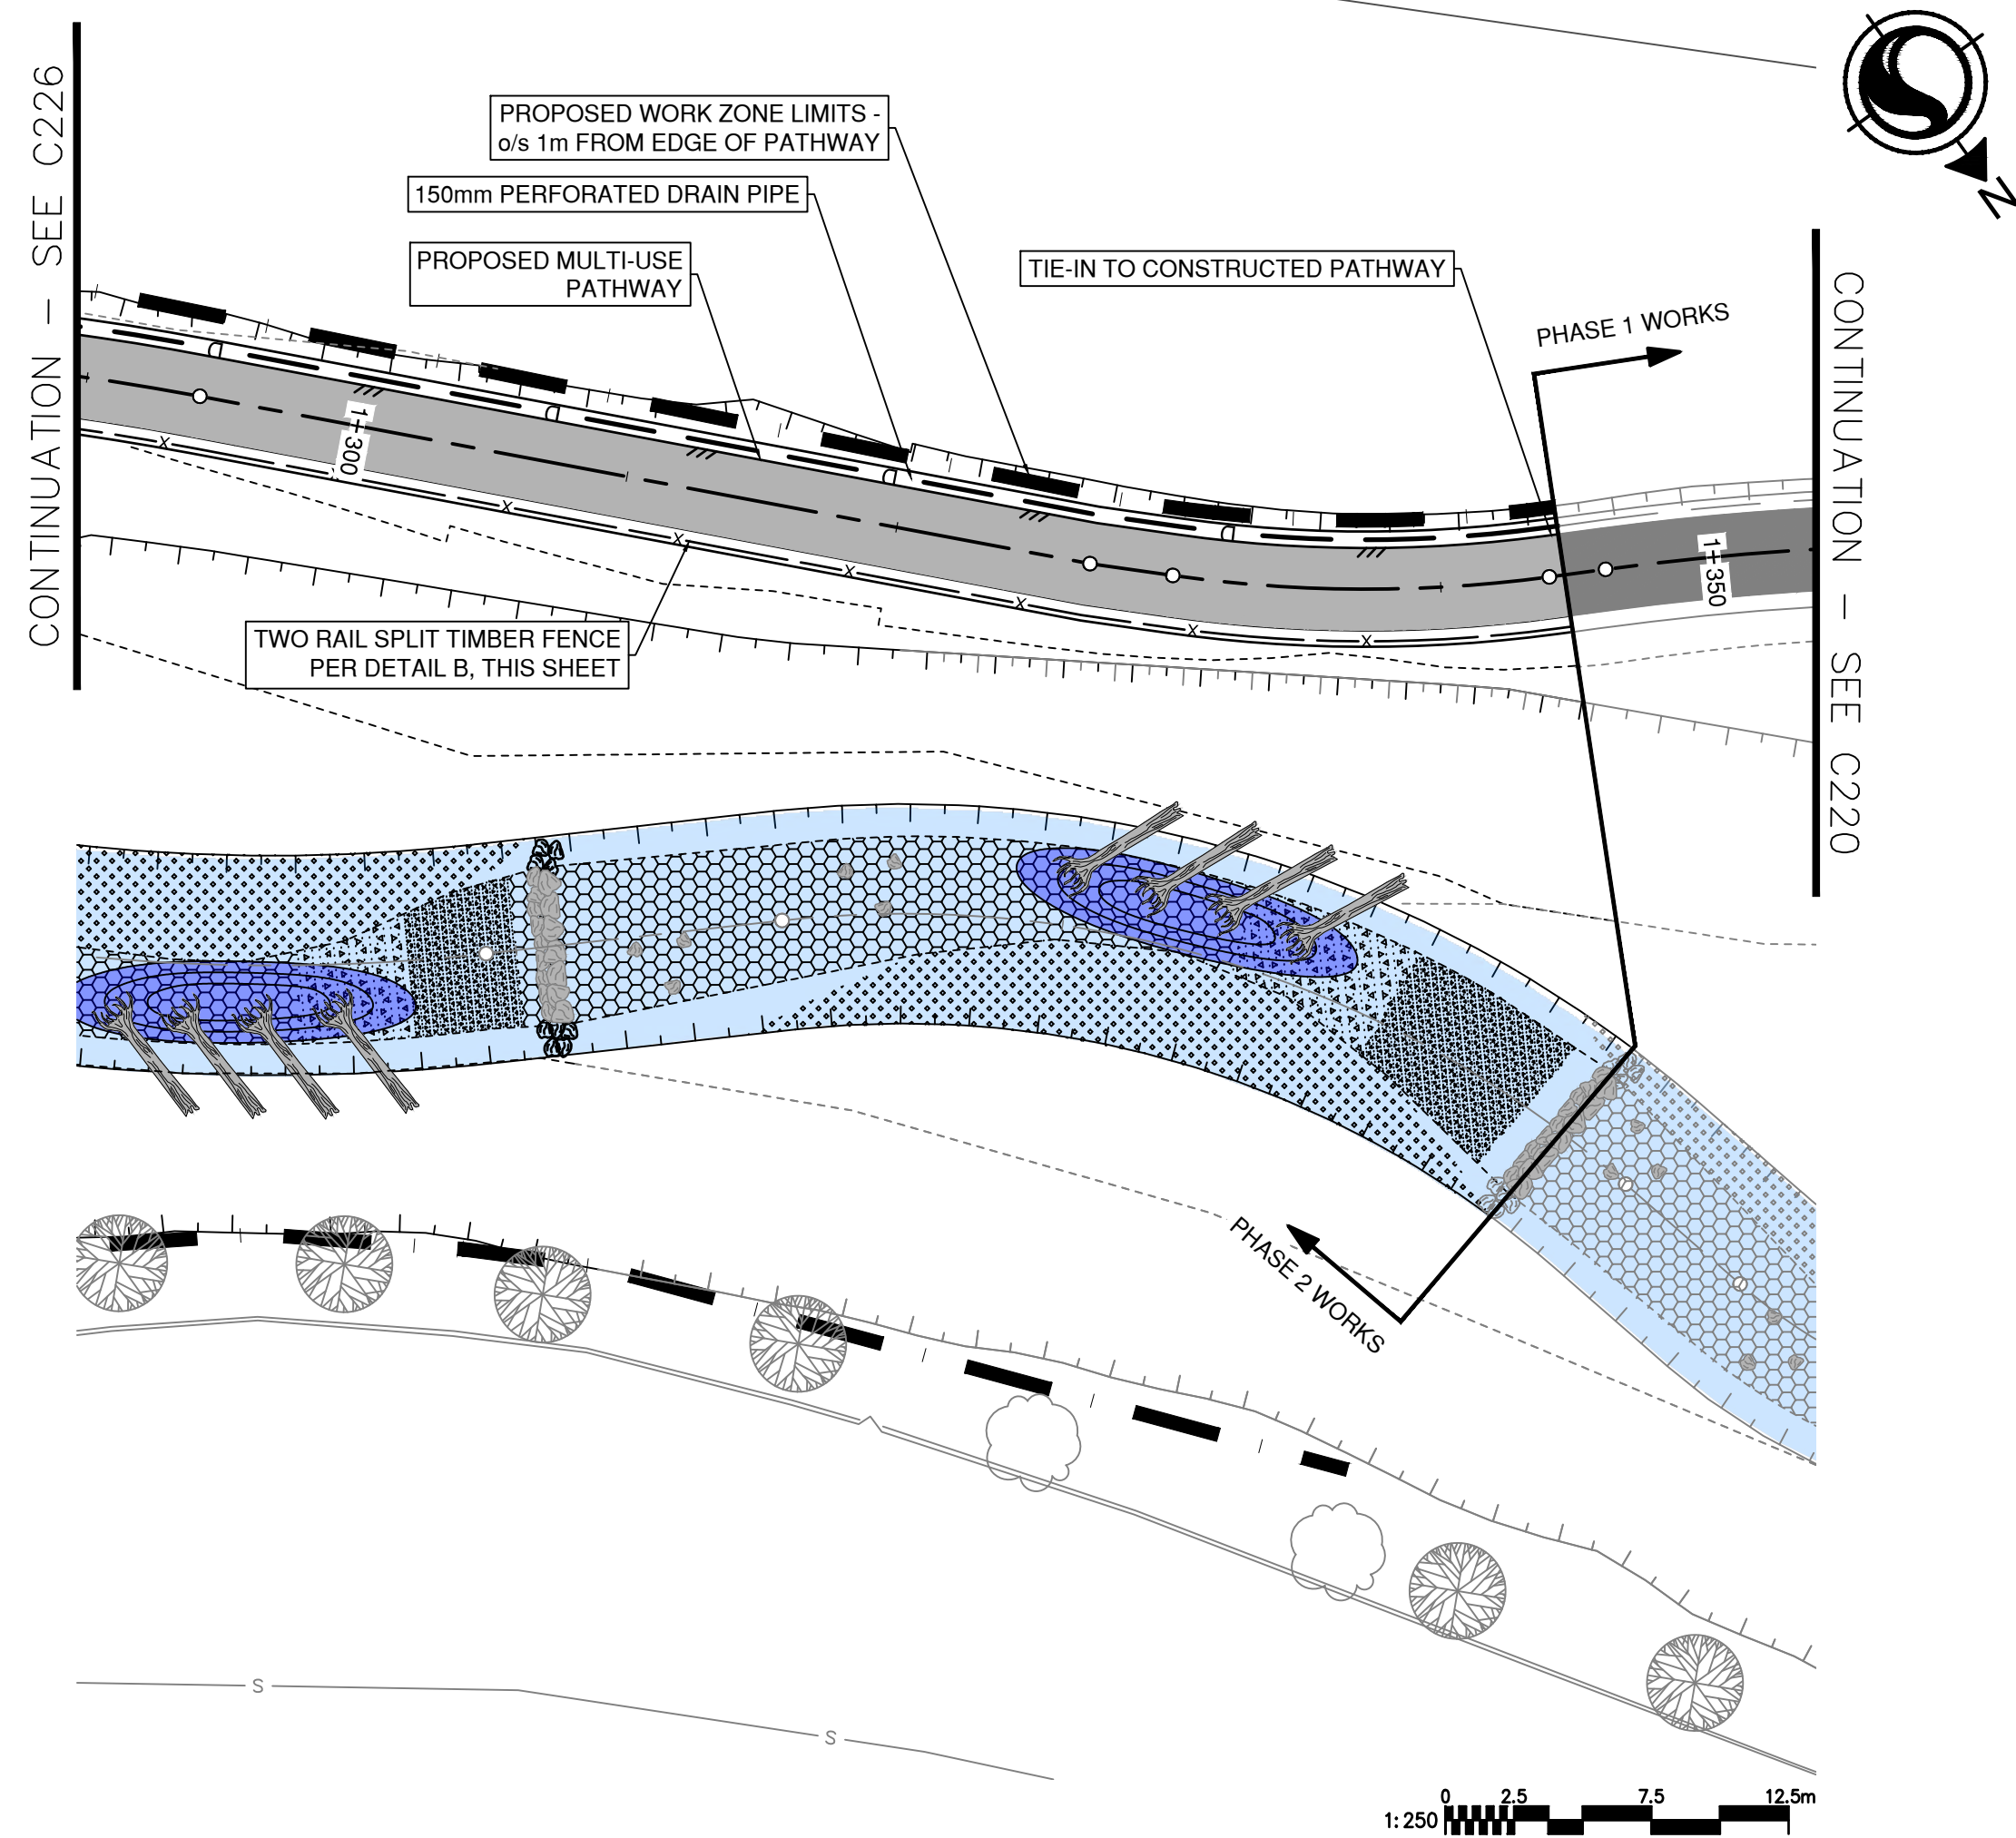 CONTINUATION – SEE C226
PROPOSED WORK ZONE LIMITS -
o/s 1m FROM EDGE OF PATHWAY
150mm PERFORATED DRAIN PIPE
PROPOSED MULTI-USE
PATHWAY
TIE-IN TO CONSTRUCTED PATHWAY
PHASE 1 WORKS
N
CONTINUATION – SEE C220
D
D
D
D
1+300
1+350
X
X
X
X
X
X
X
X
TWO RAIL SPLIT TIMBER FENCE
PER DETAIL B, THIS SHEET
PHASE 2 WORKS
S
S
0 2.5 7.5 12.5m
1:250